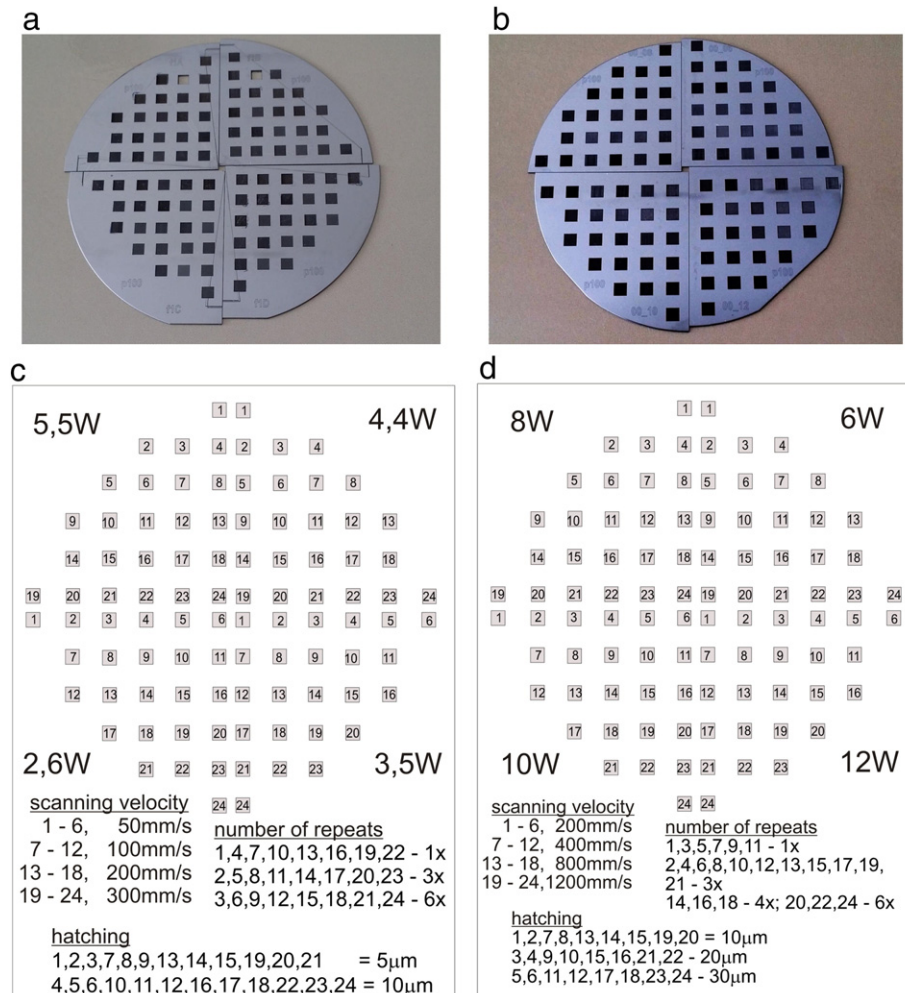 a
b
p100
p100
p100
p100
f1C
f1D
p100
p100
p100
00_10
00_12
c
d
5,5W
4,4W
1 1
2 3 4 2 3 4
5 6 7 8 5 6 7 8
9 10 11 12 13 9 10 11 12 13
14 15 16 17 18 14 15 16 17 18
19 20 21 22 23 24 19 20 21 22 23 24
1 2 3 4 5 6 1 2 3 4 5 6
7 8 9 10 11 7 8 9 10 11
12 13 14 15 16 12 13 14 15 16
17 18 19 20 17 18 19 20
21 22 23 21 22 23
24 24
2,6W
3,5W
scanning velocity
1 - 6, 50mm/s
7 - 12, 100mm/s
13 - 18, 200mm/s
19 - 24, 300mm/s
number of repeats
1,4,7,10,13,16,19,22 - 1x
2,5,8,11,14,17,20,23 - 3x
3,6,9,12,15,18,21,24 - 6x
hatching
1,2,3,7,8,9,13,14,15,19,20,21 = 5µm
4,5,6,10,11,12,16,17,18,22,23,24 = 10µm
8W
6W
1 1
2 3 4 2 3 4
5 6 7 8 5 6 7 8
9 10 11 12 13 9 10 11 12 13
14 15 16 17 18 14 15 16 17 18
19 20 21 22 23 24 19 20 21 22 23 24
1 2 3 4 5 6 1 2 3 4 5 6
7 8 9 10 11 7 8 9 10 11
12 13 14 15 16 12 13 14 15 16
17 18 19 20 17 18 19 20
21 22 23 21 22 23
24 24
10W
12W
scanning velocity
1 - 6, 200mm/s
7 - 12, 400mm/s
13 - 18, 800mm/s
19 - 24,1200mm/s
number of repeats
1,3,5,7,9,11 - 1x
2,4,6,8,10,12,13,15,17,19,
21 - 3x
14,16,18 - 4x; 20,22,24 - 6x
hatching
1,2,7,8,13,14,15,19,20 = 10µm
3,4,9,10,15,16,21,22 - 20µm
5,6,11,12,17,18,23,24 - 30µm